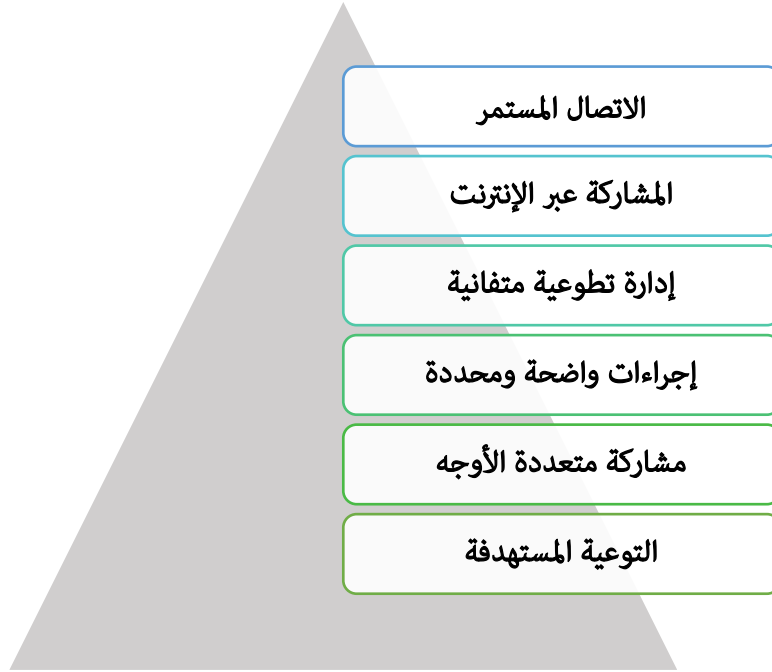 الاتصال المستمر
المشاركة عبر الإنترنت
إدارة تطوعية متفانية
إجراءات واضحة ومحددة
مشاركة متعددة الأوجه
التوعية المستهدفة